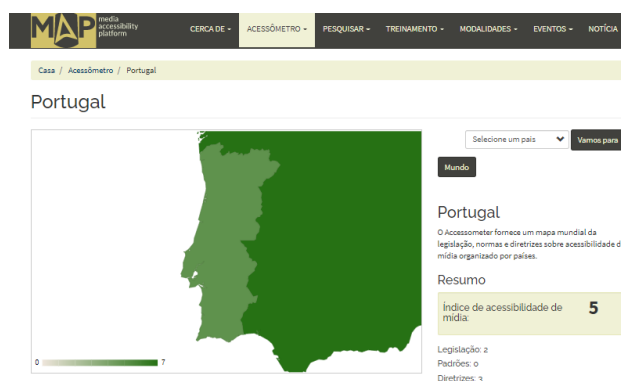 MAP media
accessibility
platform
CERCA DE ACESSÔMETRO PESQUISAR TREINAMENTO MODALIDADES EVENTOS NOTÍCIA
Casa / Acessômetro / Portugal
Portugal
Selecione um país Vamos para
Mundo
Portugal
O Accessometer fornece um mapa mundial da
legislação, normas e diretrizes sobre acessibilidade d
mídia organizado por países.
Resumo
Índice de acessibilidade de 5
mídia:
Legislação: 2
Padrões: 0
Diretrizes: 3
0 7